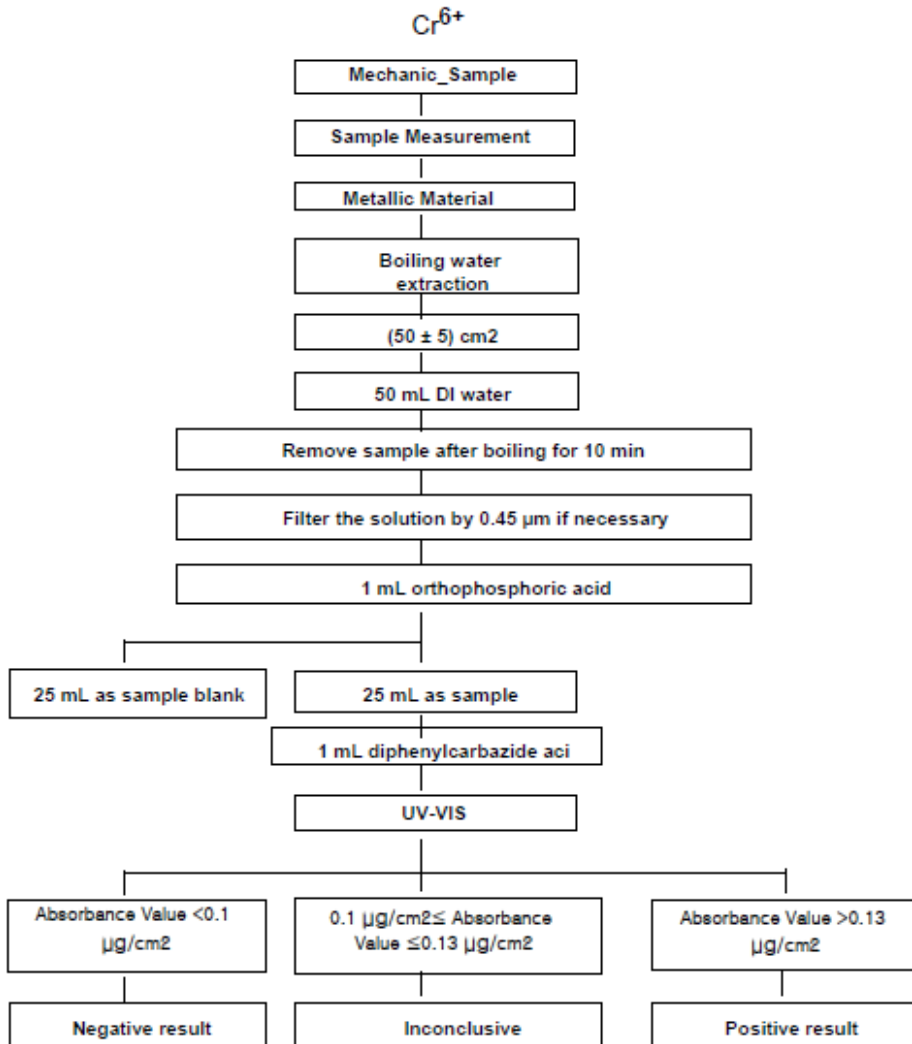 Cr6+
Mechanic_Sample
Sample Measurement
Metallic Material
Boiling water
extraction
(50 ± 5) cm2
50 mL DI water
Remove sample after boiling for 10 min
Filter the solution by 0.45 µm if necessary
1 mL orthophosphoric acid
25 mL as sample blank
25 mL as sample
1 mL diphenylcarbazide aci
UV-VIS
Absorbance Value <0.1
µg/cm2
0.1 µg/cm2≤ Absorbance
Value ≤0.13 µg/cm2
Absorbance Value >0.13
µg/cm2
Negative result
Inconclusive
Positive result